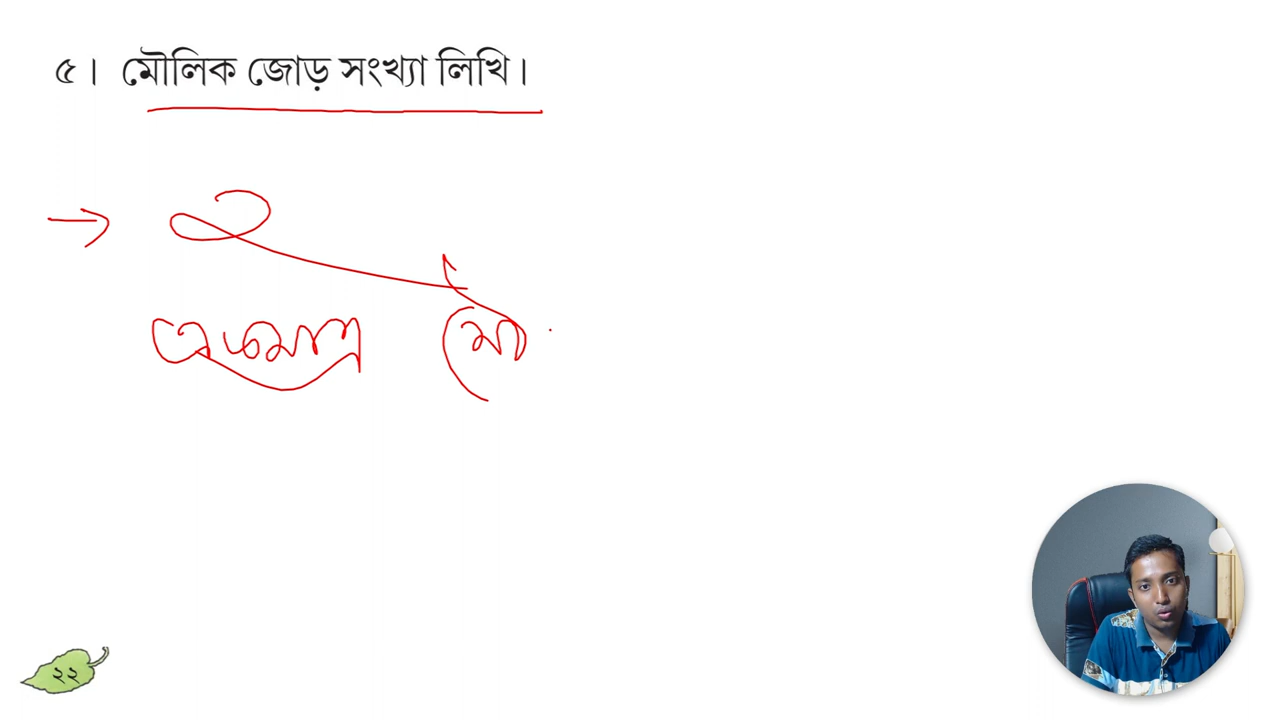 ৫। মৌলিক জোড় সংখ্যা লিখি।
→ ২
একমাত্র মৌ
২২